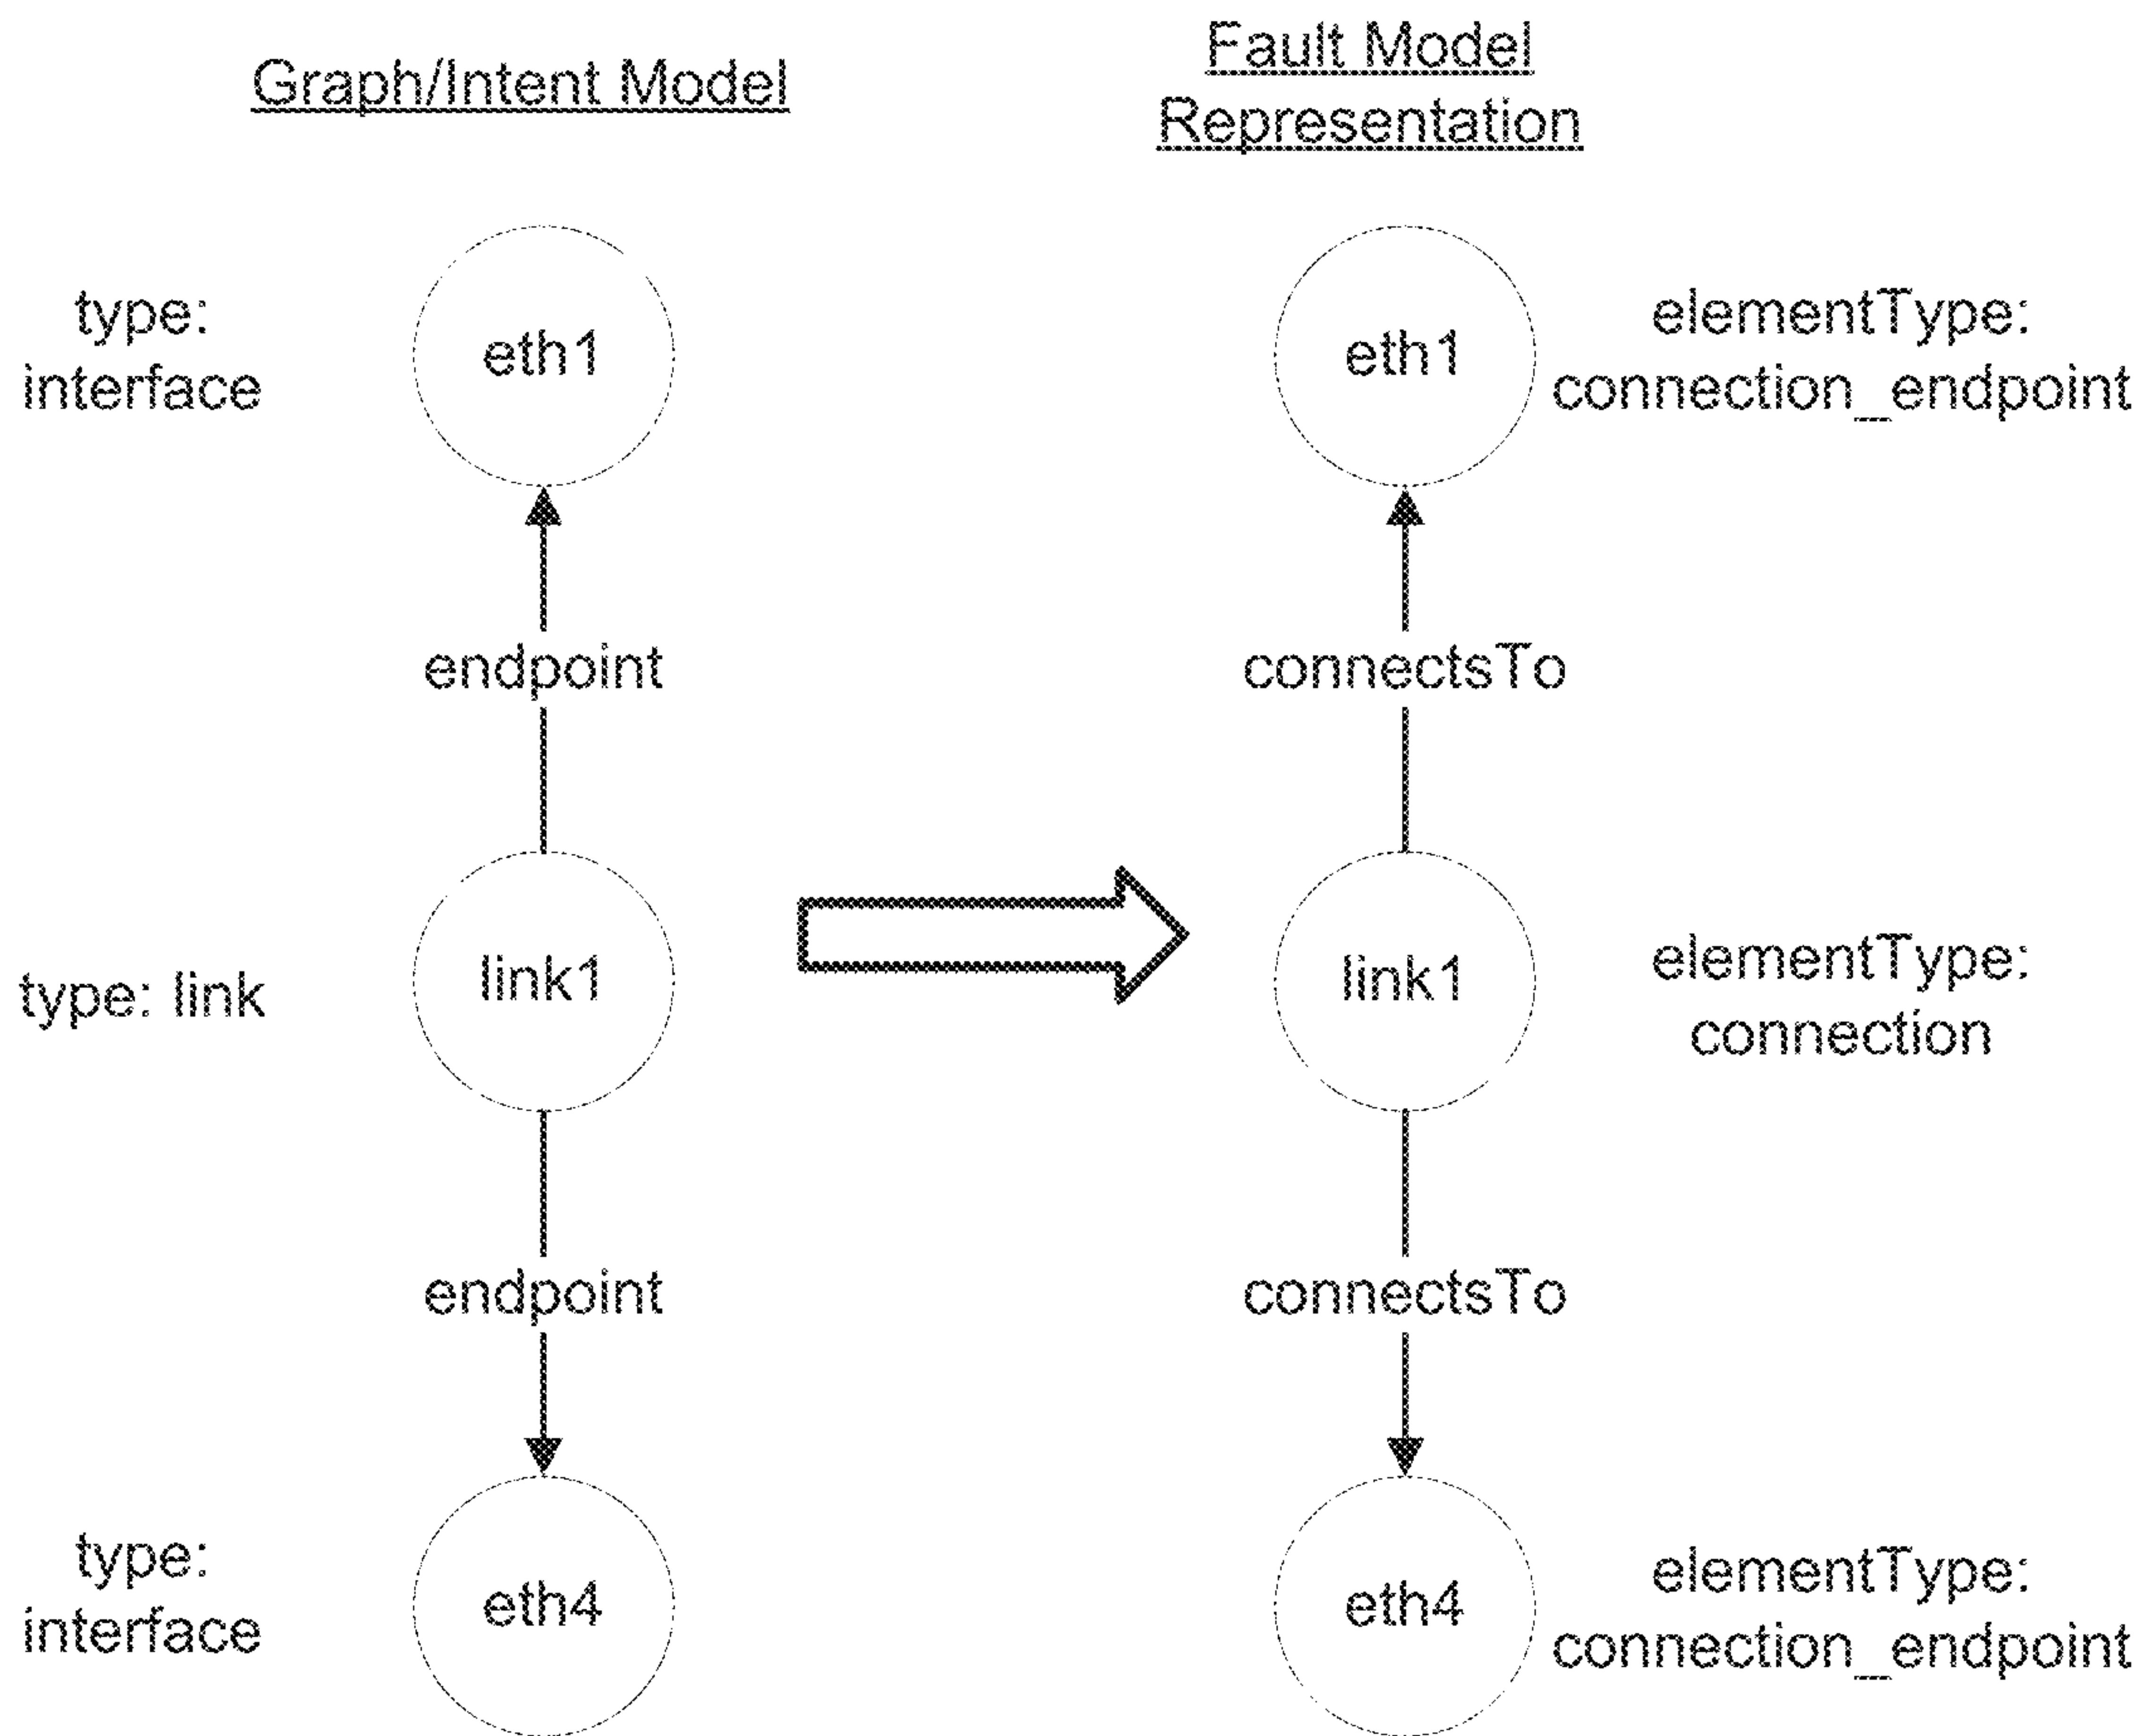 Graph/Intent Model
Fault Model
Representation
type:
interface
eth1
eth1
elementType:
connection_endpoint
endpoint
connectsTo
type: link
link1
link1
elementType:
connection
endpoint
connectsTo
type:
interface
eth4
eth4
elementType:
connection_endpoint